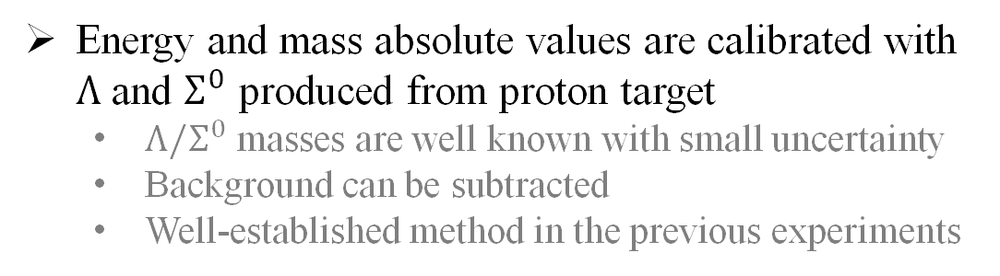 ➢ Energy and mass absolute values are calibrated with
Λ and Σ⁰ produced from proton target
• Λ/Σ⁰ masses are well known with small uncertainty
• Background can be subtracted
• Well-established method in the previous experiments